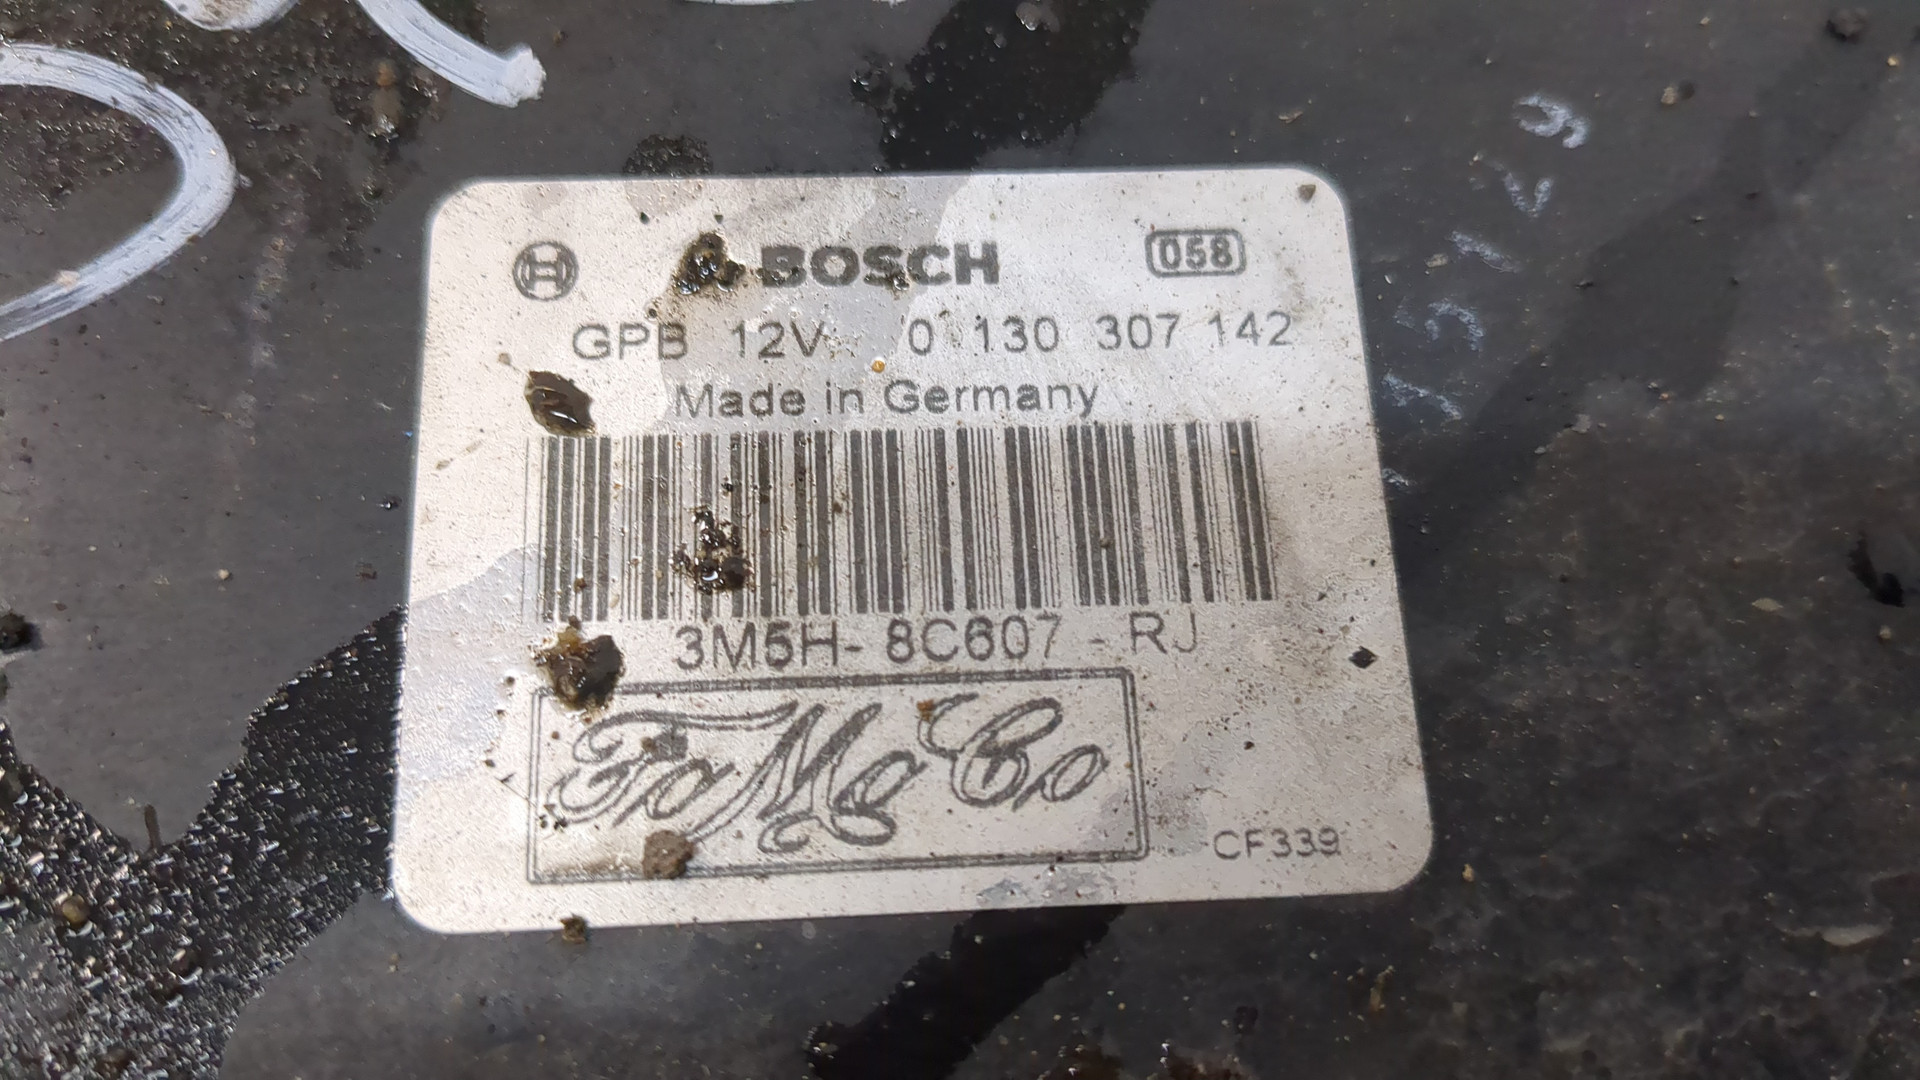 BOSCH 058
GPB 12V 0 130 307 142
Made in Germany
3M5H- 8C607 - RJ
FoMoCo
CF339